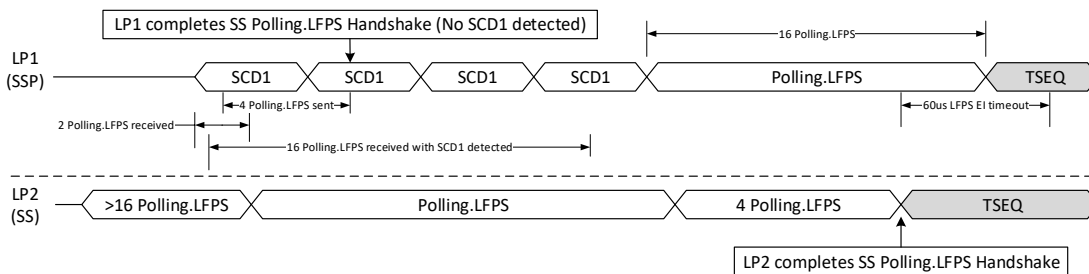 LP1 completes SS Polling.LFPS Handshake (No SCD1 detected)
16 Polling.LFPS
LP1
(SSP)
SCD1
SCD1
SCD1
SCD1
Polling.LFPS
TSEQ
4 Polling.LFPS sent
60us LFPS EI timeout
2 Polling.LFPS received
16 Polling.LFPS received with SCD1 detected
LP2
(SS)
>16 Polling.LFPS
Polling.LFPS
4 Polling.LFPS
TSEQ
LP2 completes SS Polling.LFPS Handshake